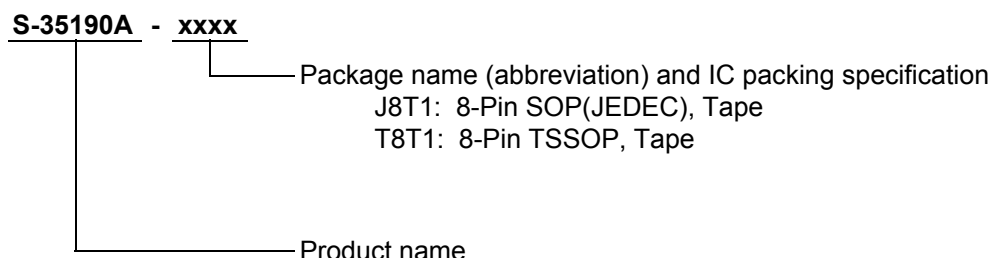 S-35190A - xxxx
Package name (abbreviation) and IC packing specification
J8T1: 8-Pin SOP(JEDEC), Tape
T8T1: 8-Pin TSSOP, Tape
Product name